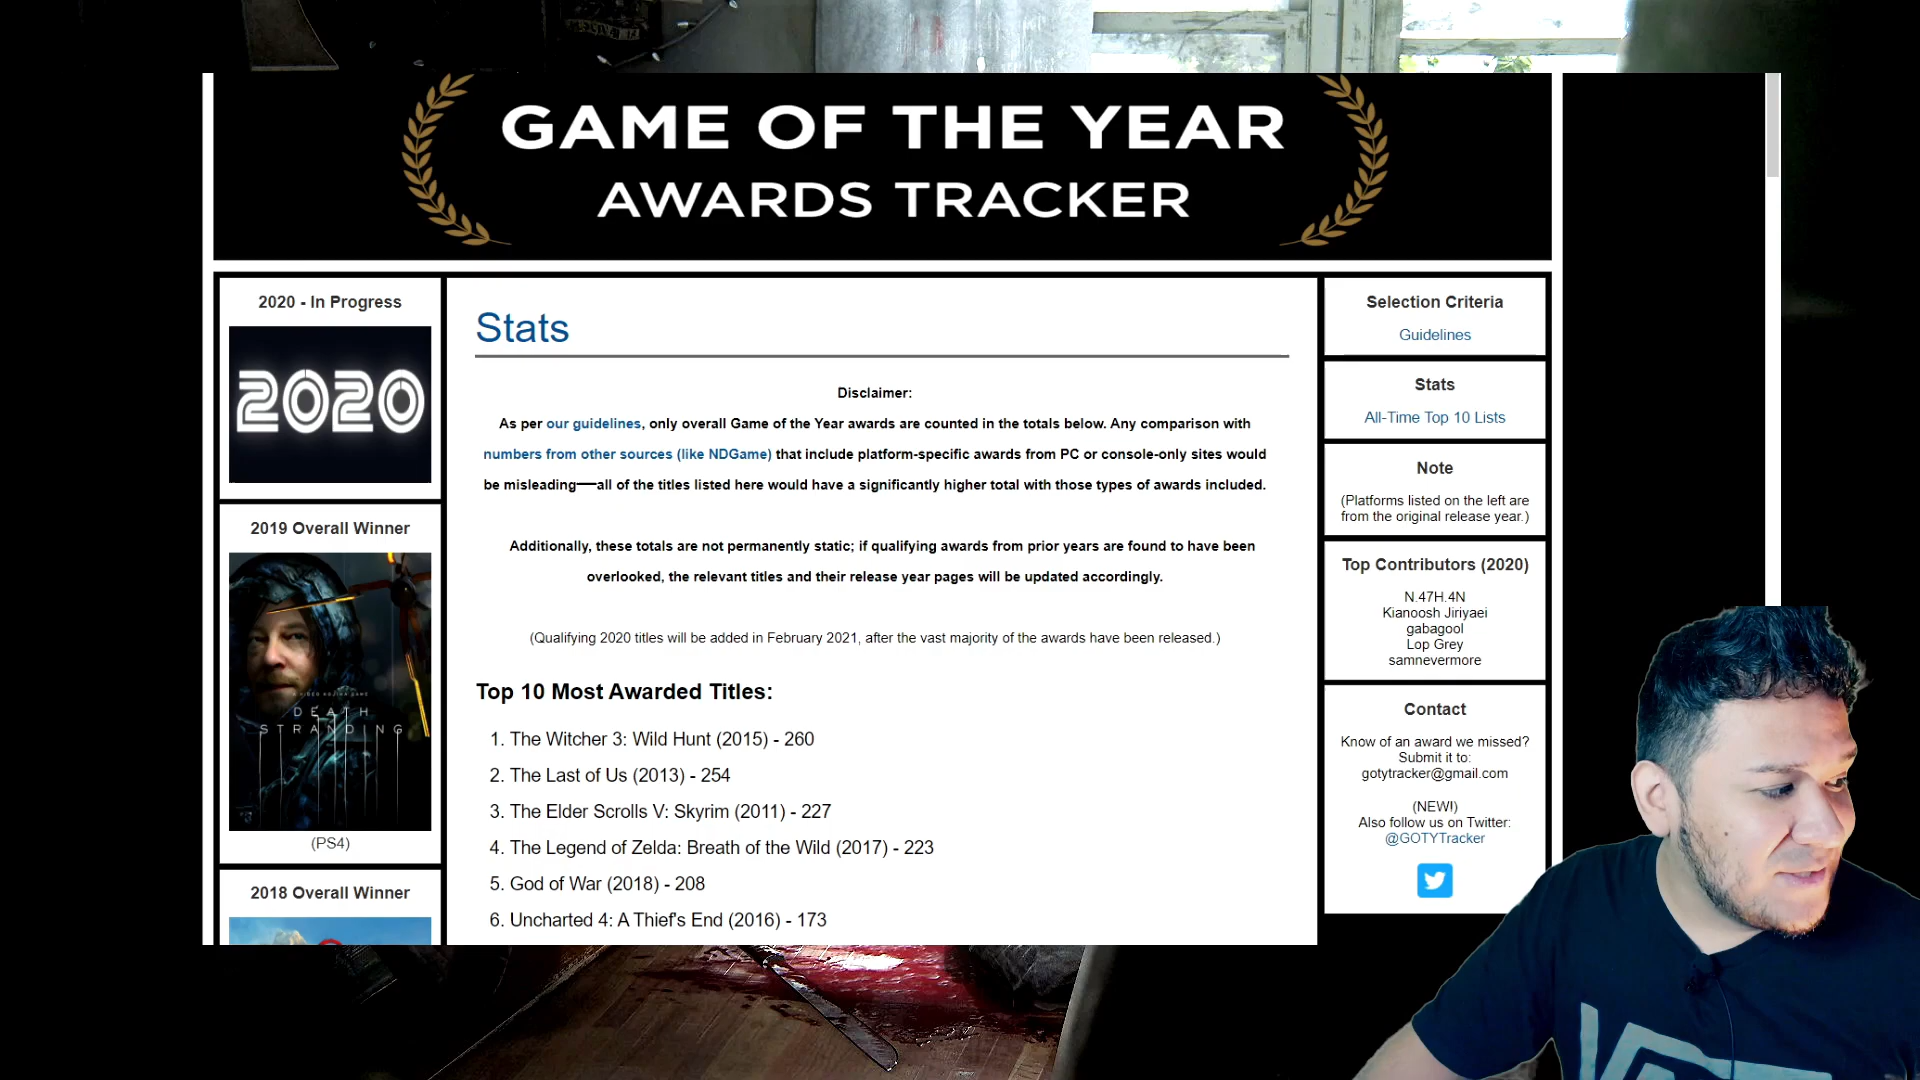 GAME OF THE YEAR
AWARDS TRACKER
2020 - In Progress
2020
2019 Overall Winner
A HIDEO KOJIMA GAME
DEATH
STRANDING
(PS4)
2018 Overall Winner
Stats
Disclaimer:
As per our guidelines, only overall Game of the Year awards are counted in the totals below. Any comparison with
numbers from other sources (like NDGame) that include platform-specific awards from PC or console-only sites would
be misleading—all of the titles listed here would have a significantly higher total with those types of awards included.
Additionally, these totals are not permanently static; if qualifying awards from prior years are found to have been
overlooked, the relevant titles and their release year pages will be updated accordingly.
(Qualifying 2020 titles will be added in February 2021, after the vast majority of the awards have been released.)
Top 10 Most Awarded Titles:
1. The Witcher 3: Wild Hunt (2015) - 260
2. The Last of Us (2013) - 254
3. The Elder Scrolls V: Skyrim (2011) - 227
4. The Legend of Zelda: Breath of the Wild (2017) - 223
5. God of War (2018) - 208
6. Uncharted 4: A Thief's End (2016) - 173
Selection Criteria
Guidelines
Stats
All-Time Top 10 Lists
Note
(Platforms listed on the left are
from the original release year.)
Top Contributors (2020)
N.47H.4N
Kianoosh Jiriyaei
gabagool
Lop Grey
samnevermore
Contact
Know of an award we missed?
Submit it to:
gotytracker@gmail.com
(NEW!)
Also follow us on Twitter:
@GOTYTracker